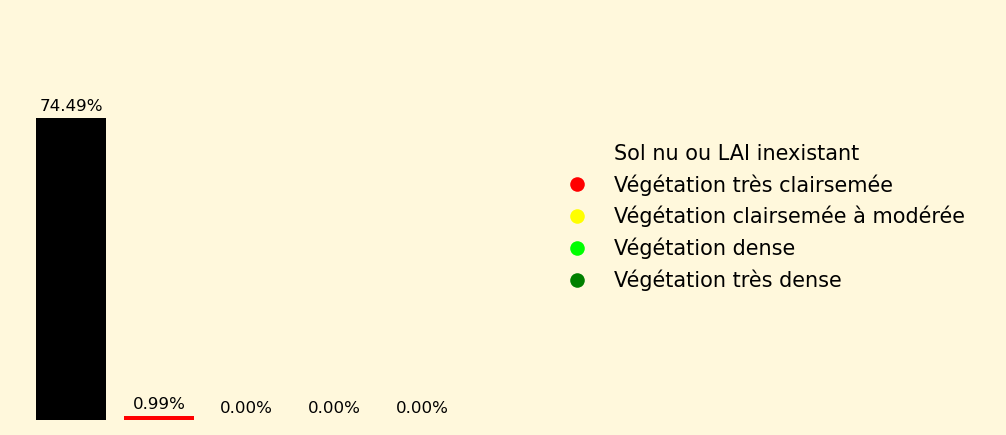 74.49%
Sol nu ou LAI inexistant
Végétation très clairsemée
Végétation clairsemée à modérée
Végétation dense
Végétation très dense
0.99%
0.00%
0.00%
0.00%